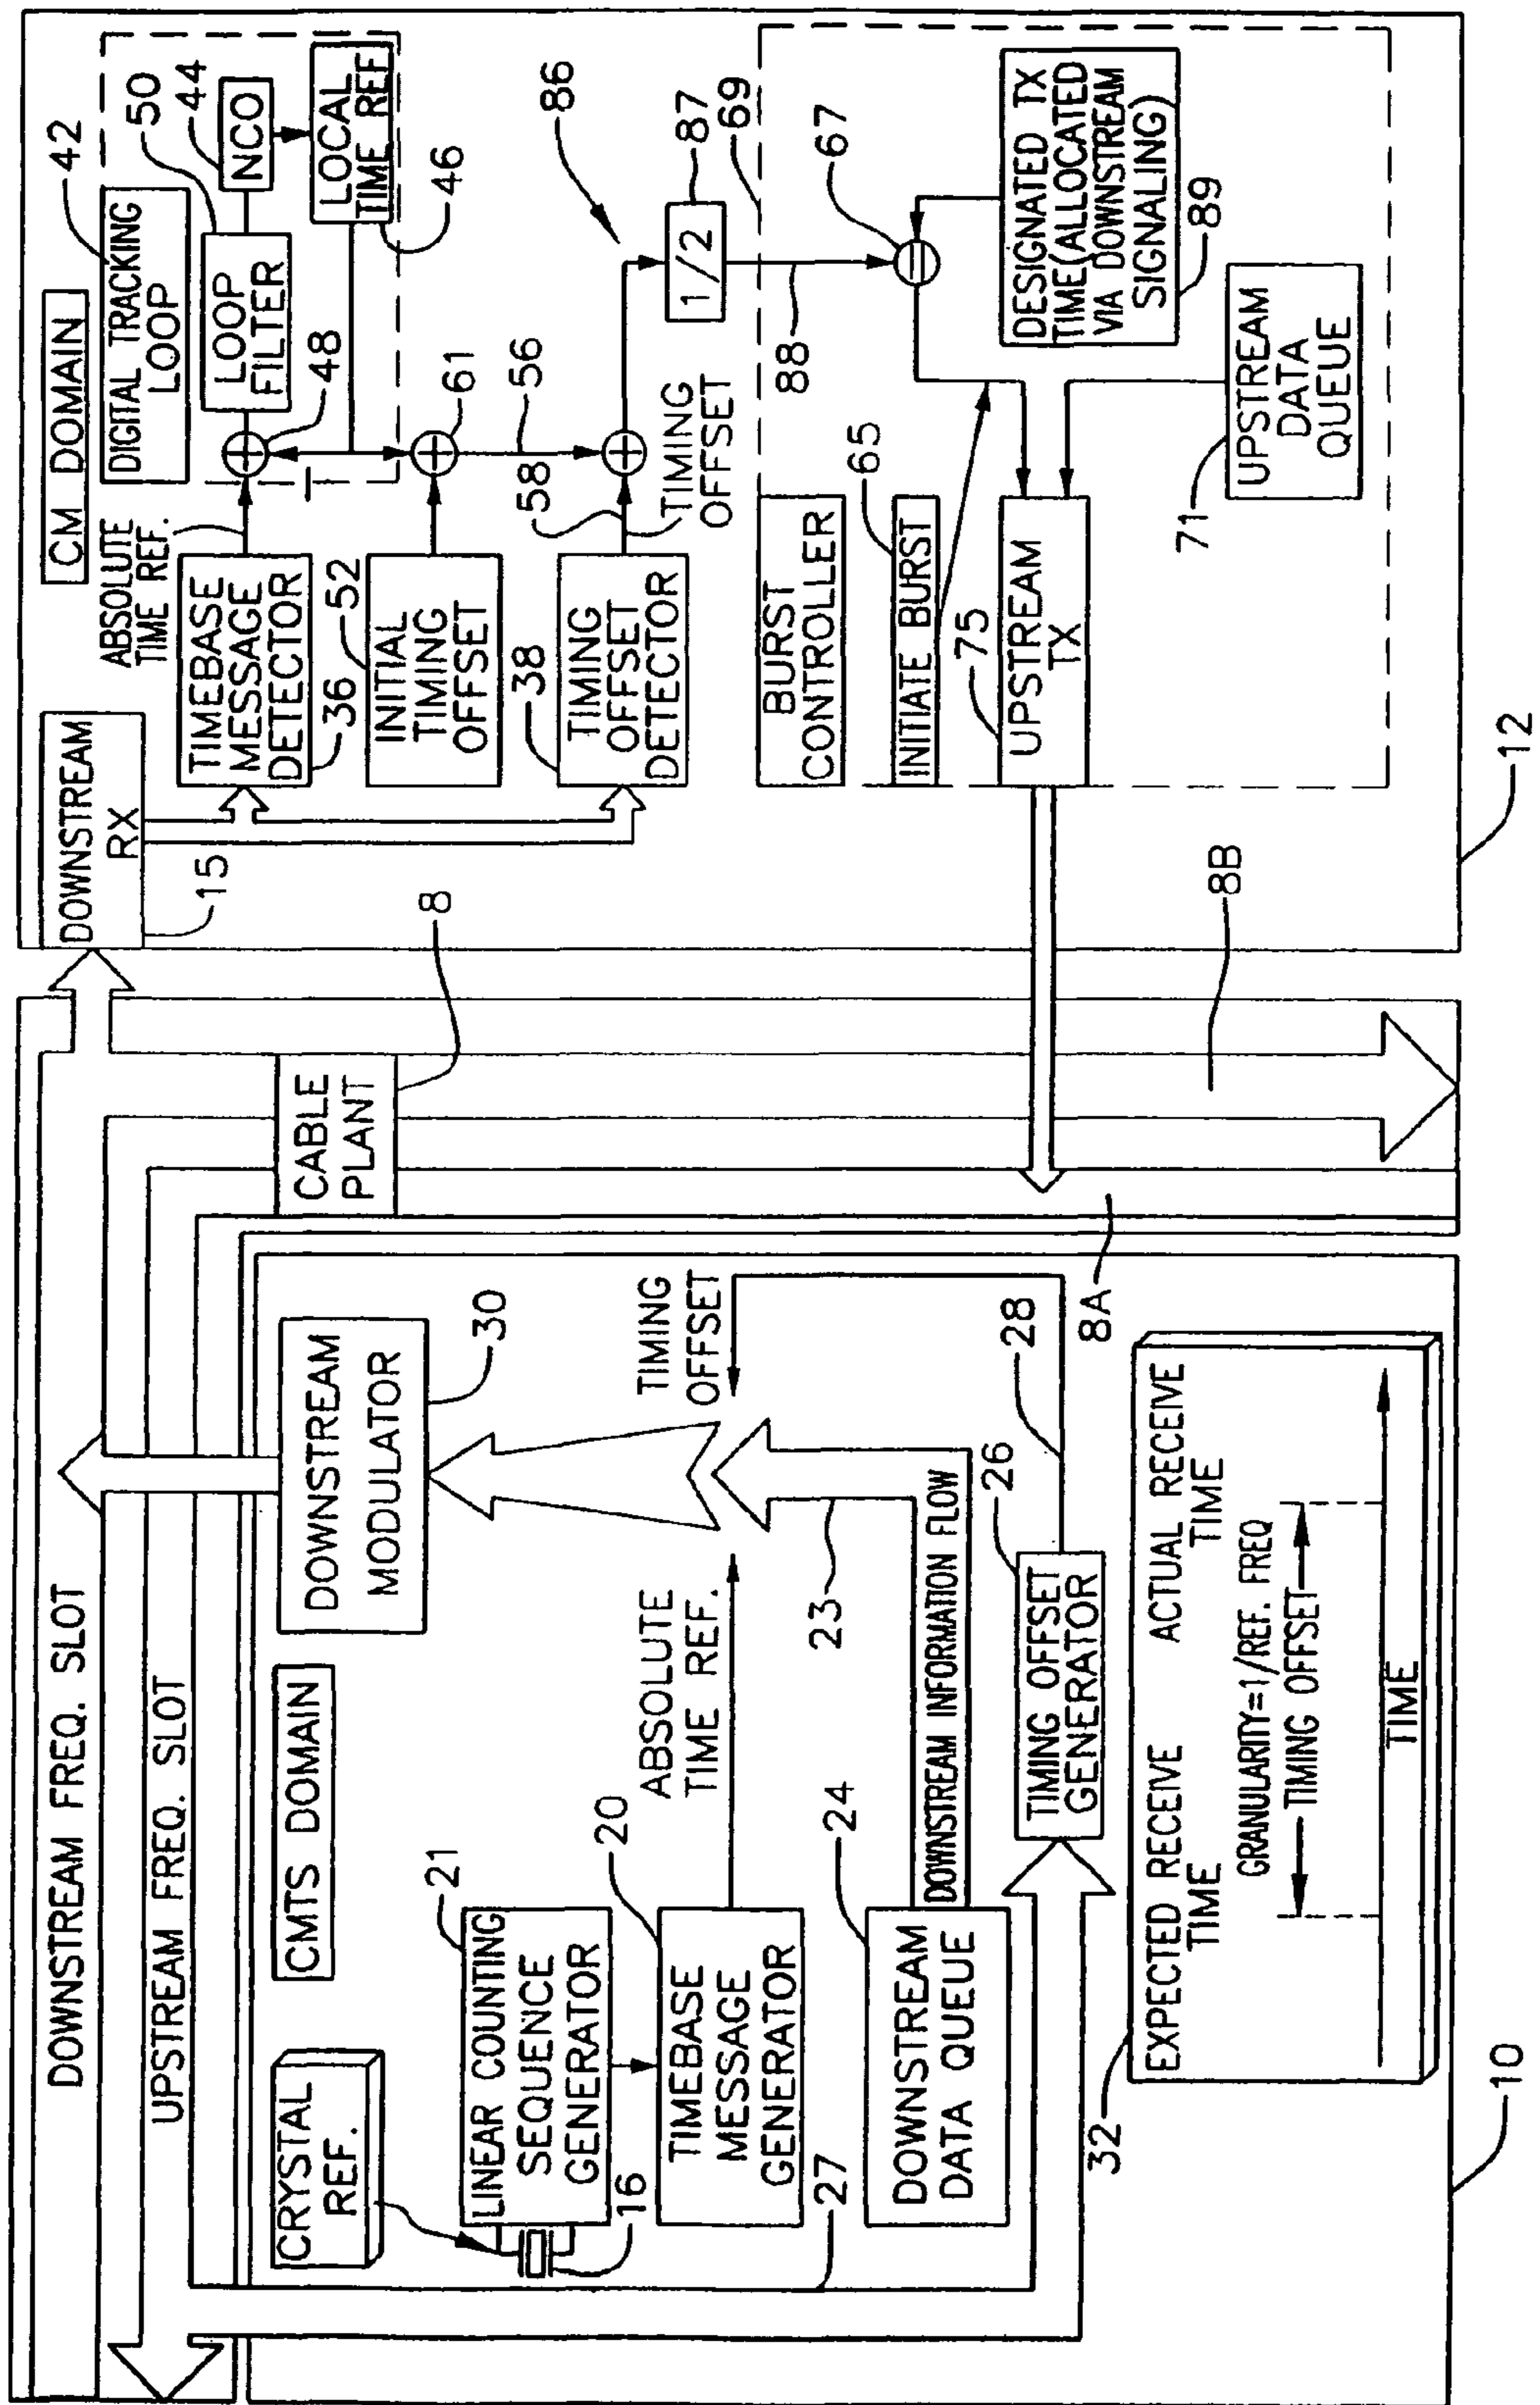 DOWNSTREAM FREQ. SLOT
UPSTREAM FREQ. SLOT
CRYSTAL
REF.
CMTS DOMAIN
DOWNSTREAM
MODULATOR
30
CABLE
PLANT
8
21
LINEAR COUNTING
SEQUENCE
GENERATOR
16
20
TIMEBASE
MESSAGE
GENERATOR
ABSOLUTE
TIME REF.
TIMING
OFFSET
27
24
DOWNSTREAM
DATA QUEUE
23
DOWNSTREAM INFORMATION FLOW
26
TIMING OFFSET
GENERATOR
28
8A
8B
32
EXPECTED RECEIVE
TIME
ACTUAL RECEIVE
TIME
GRANULARITY=1/REF. FREQ
TIMING OFFSET
TIME
10
DOWNSTREAM
RX
15
CM DOMAIN
42
DIGITAL TRACKING
LOOP
50
44
ABSOLUTE
TIME REF.
TIMEBASE
MESSAGE
DETECTOR
36
LOOP
FILTER
NCO
48
LOCAL
TIME REF
46
INITIAL
TIMING
OFFSET
52
61
56
38
TIMING
OFFSET
DETECTOR
58
TIMING
OFFSET
86
1/2
87
88
69
BURST
CONTROLLER
65
INITIATE BURST
67
75
UPSTREAM
TX
DESIGNATED TX
TIME(ALLOCATED
VIA DOWNSTREAM
SIGNALING)
89
71
UPSTREAM
DATA
QUEUE
12